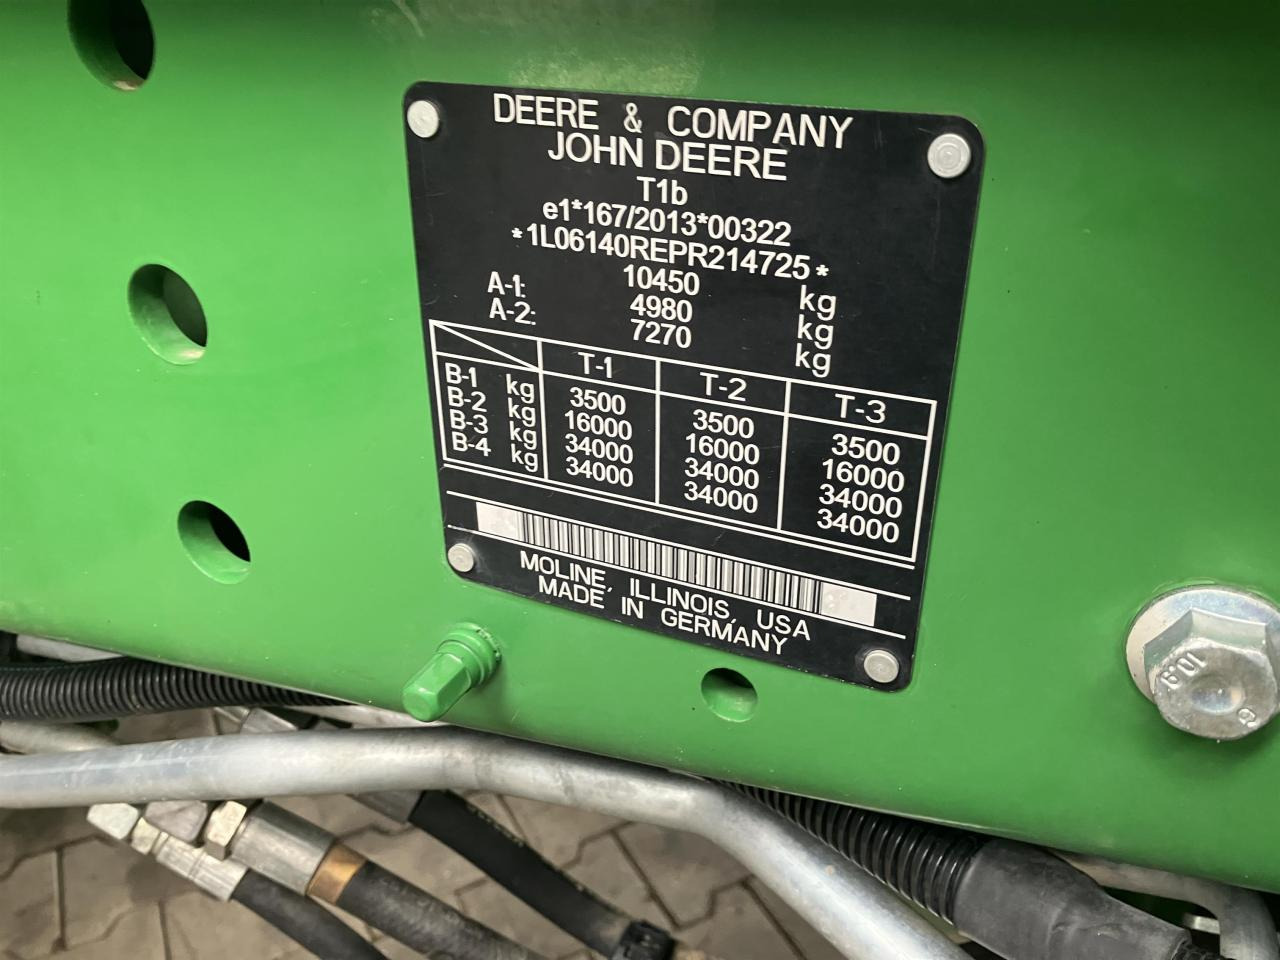 DEERE & COMPANY
JOHN DEERE
T1b
e1*167/2013*00322
*1L06140REPR214725*
10450 kg
A-1: 4980 kg
A-2: 7270 kg
T-1 T-2 T-3
B-1 kg 3500 3500 3500
B-2 kg 16000 16000 16000
B-3 kg 34000 34000 34000
B-4 kg 34000 34000 34000
MOLINE, ILLINOIS, USA
MADE IN GERMANY
10.9